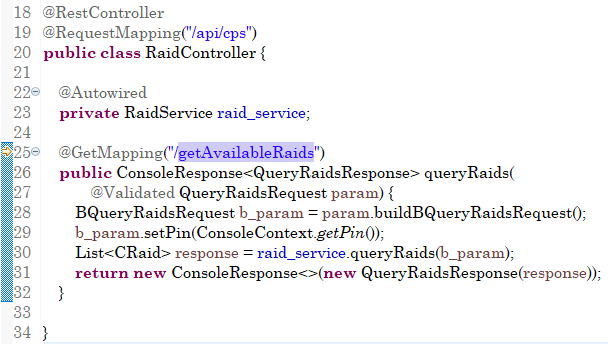 18 @RestController
19 @RequestMapping("/api/cps")
20 public class RaidController {
21
22 @Autowired
23 private RaidService raid_service;
24
25 @GetMapping("/getAvailableRaids")
26 public ConsoleResponse<QueryRaidsResponse> queryRaids(
27 @Validated QueryRaidsRequest param) {
28 BQueryRaidsRequest b_param = param.buildBQueryRaidsRequest();
29 b_param.setPin(ConsoleContext.getPin());
30 List<CRaid> response = raid_service.queryRaids(b_param);
31 return new ConsoleResponse<>(new QueryRaidsResponse(response));
32 }
33
34 }